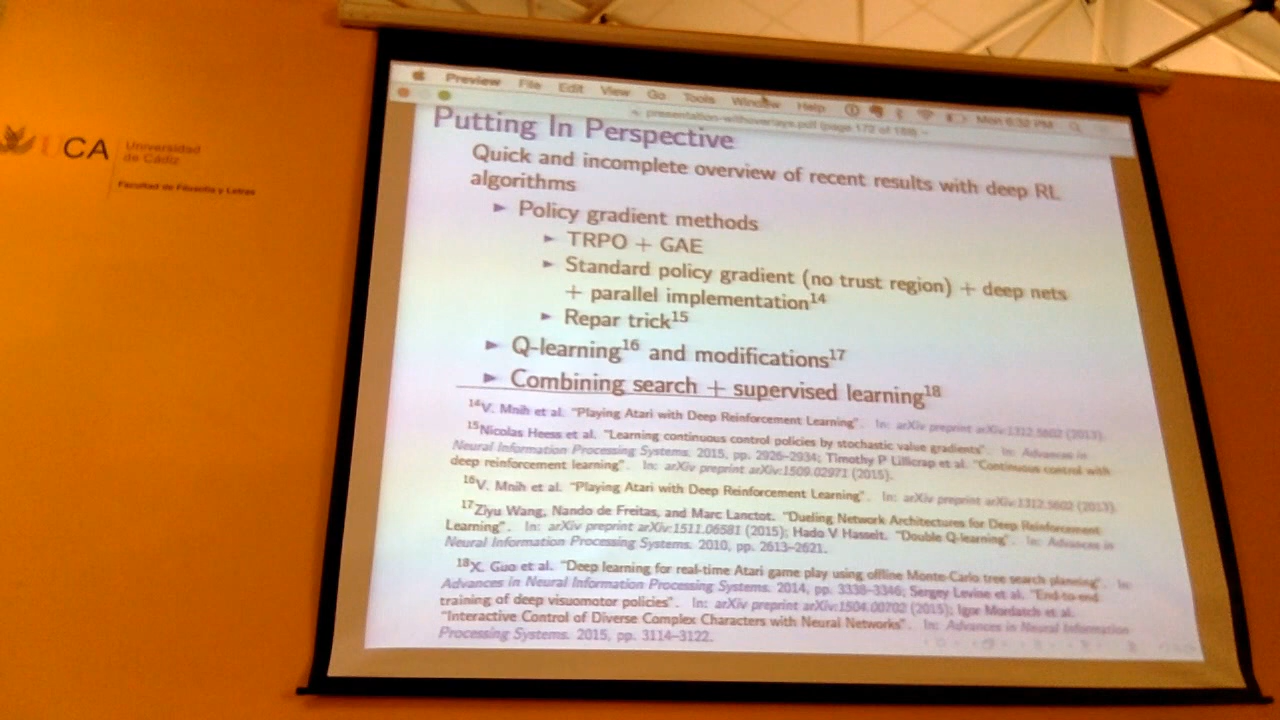 UCA
Universidad
de Cádiz
Facultad de Filosofía y Letras
Preview File Edit View Go Tools Window Help Mon 6:32 PM
presentation-withoverlays.pdf (page 172 of
Putting In Perspective
Quick and incomplete overview of recent results with deep RL
algorithms
► Policy gradient methods
► TRPO + GAE
► Standard policy gradient (no trust region) + deep nets
+ parallel implementation14
► Repar trick15
► Q-learning16 and modifications17
► Combining search + supervised learning18
14V. Mnih et al. "Playing Atari with Deep Reinforcement Learning". In: arXiv preprint arXiv:1312.5602 (2013).
15Nicolas Heess et al. "Learning continuous control policies by stochastic value gradients". In: Advances in
Neural Information Processing Systems. 2015, pp. 2926–2934; Timothy P Lillicrap et al. "Continuous control with
deep reinforcement learning". In: arXiv preprint arXiv:1509.02971 (2015).
16V. Mnih et al. "Playing Atari with Deep Reinforcement Learning". In: arXiv preprint arXiv:1312.5602 (2013).
17Ziyu Wang, Nando de Freitas, and Marc Lanctot. "Dueling Network Architectures for Deep Reinforcement
Learning". In: arXiv preprint arXiv:1511.06581 (2015); Hado V Hasselt. "Double Q-learning". In: Advances in
Neural Information Processing Systems. 2010, pp. 2613–2621.
18X. Guo et al. "Deep learning for real-time Atari game play using offline Monte-Carlo tree search planning". In:
Advances in Neural Information Processing Systems. 2014, pp. 3338–3346; Sergey Levine et al. "End-to-end
training of deep visuomotor policies". In: arXiv preprint arXiv:1504.00702 (2015); Igor Mordatch et al.
"Interactive Control of Diverse Complex Characters with Neural Networks". In: Advances in Neural Information
Processing Systems. 2015, pp. 3114–3122.